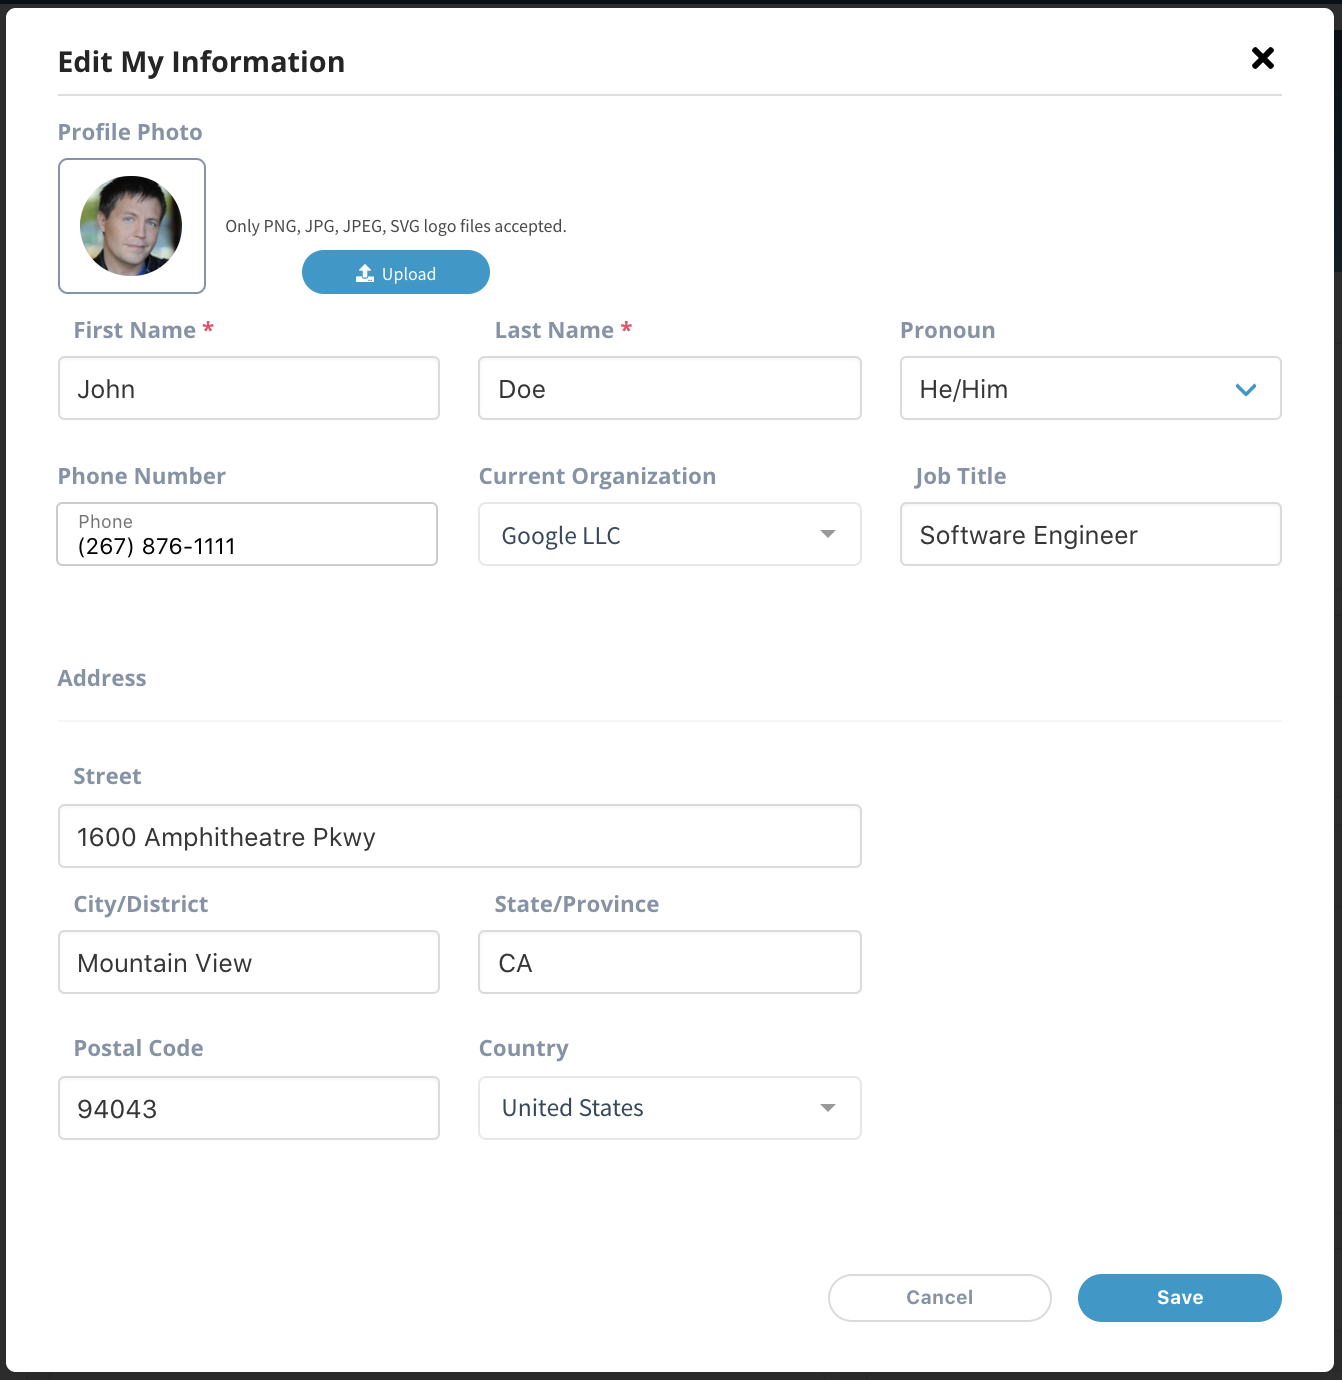 Edit My Information
Profile Photo
Only PNG, JPG, JPEG, SVG logo files accepted.
Upload
First Name * Last Name * Pronoun
John Doe He/Him
Phone Number Current Organization Job Title
Phone
(267) 876-1111 Google LLC Software Engineer
Address
Street
1600 Amphitheatre Pkwy
City/District State/Province
Mountain View CA
Postal Code Country
94043 United States
Cancel Save